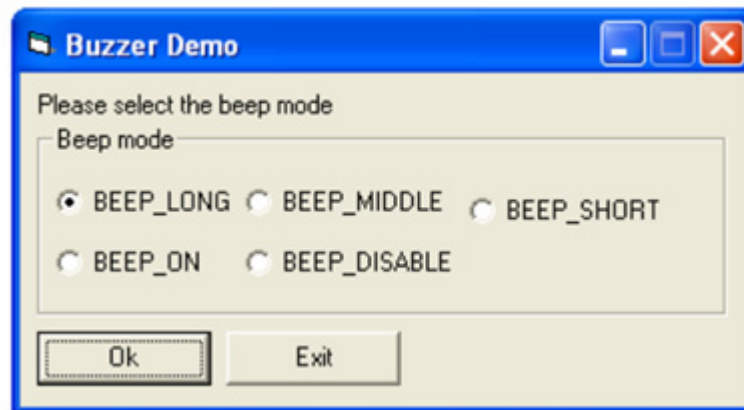 Buzzer Demo
Please select the beep mode
Beep mode
BEEP_LONG BEEP_MIDDLE BEEP_SHORT
BEEP_ON BEEP_DISABLE
Ok Exit